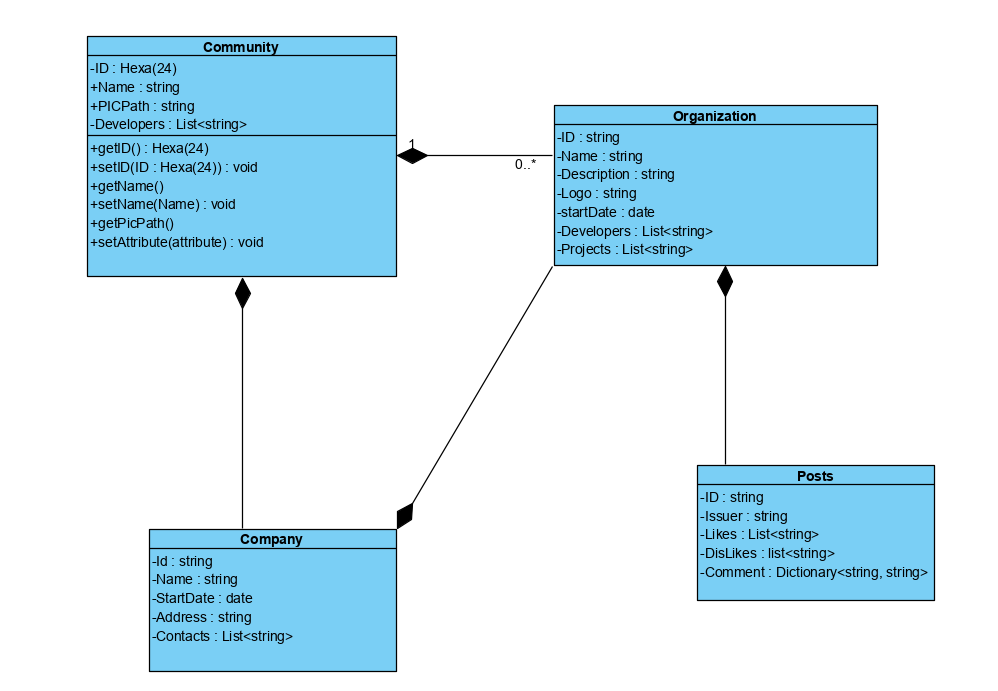 Community
-ID : Hexa(24)
+Name : string
+PICPath : string
-Developers : List<string>
+getID() : Hexa(24)
+setID(ID : Hexa(24)) : void
+getName()
+setName(Name) : void
+getPicPath()
+setAttribute(attribute) : void
1
0..*
Organization
-ID : string
-Name : string
-Description : string
-Logo : string
-startDate : date
-Developers : List<string>
-Projects : List<string>
Company
-Id : string
-Name : string
-StartDate : date
-Address : string
-Contacts : List<string>
Posts
-ID : string
-Issuer : string
-Likes : List<string>
-DisLikes : list<string>
-Comment : Dictionary<string, string>